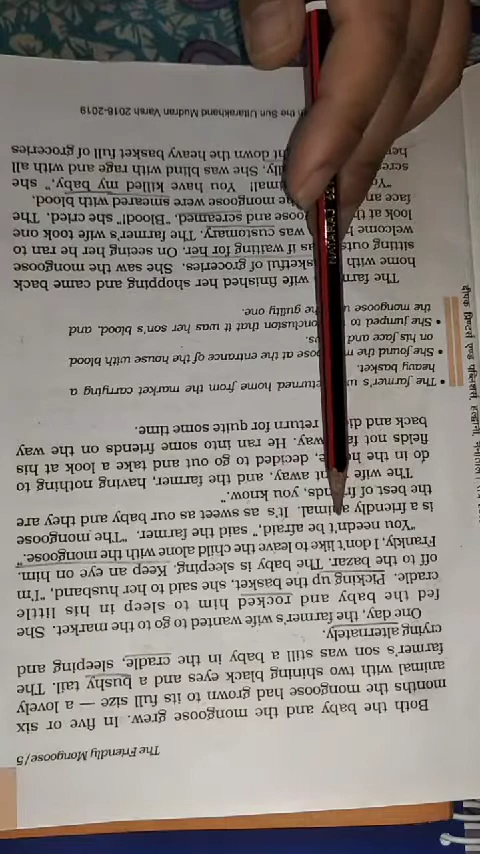 The Friendly Mongoose/5
Both the baby and the mongoose grew. In five or six
months the mongoose had grown to its full size — a lovely
animal with two shining black eyes and a bushy tail. The
farmer's son was still a baby in the cradle, sleeping and
crying alternately.
One day, the farmer's wife wanted to go to the market. She
fed the baby and rocked him to sleep in his little
cradle. Picking up the basket, she said to her husband, "I'm
off to the bazar. The baby is sleeping. Keep an eye on him.
Frankly, I don't like to leave the child alone with the mongoose."
"You needn't be afraid," said the farmer. "The mongoose
is a friendly animal. It's as sweet as our baby and they are
the best of friends, you know."
The wife went away, and the farmer, having nothing to
do in the house, decided to go out and take a look at his
fields not far away. He ran into some friends on the way
back and didn't return for quite some time.
• The farmer's wife returned home from the market carrying a
heavy basket.
• She found the mongoose at the entrance of the house with blood
on his face and paws.
• She jumped to the conclusion that it was her son's blood, and
the mongoose was the guilty one.
The farmer's wife finished her shopping and came back
home with a basketful of groceries. She saw the mongoose
sitting outside as if waiting for her. On seeing her he ran to
welcome her, as was customary. The farmer's wife took one
look at the mongoose and screamed. "Blood!" she cried. The
face and paws of the mongoose were smeared with blood.
"You wicked animal! You have killed my baby," she
screamed hysterically. She was blind with rage and with all
her brought down the heavy basket full of groceries
the Sun Uttarakhand Mudran Varsh 2018-2019